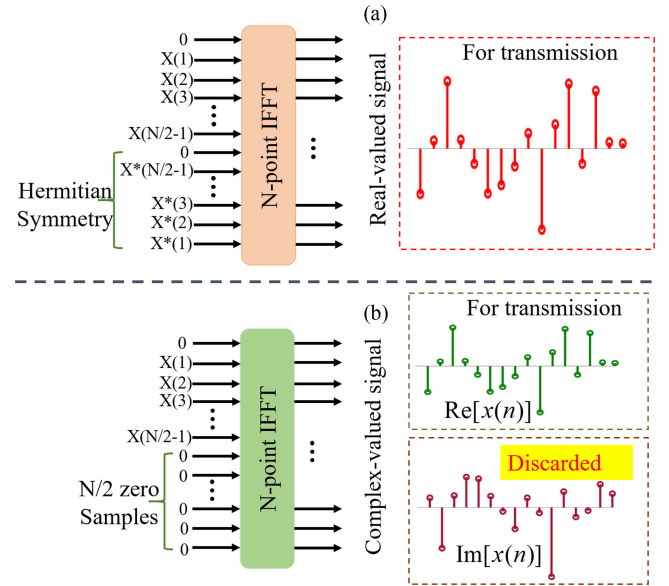 (a)
0
X(1)
X(2)
X(3)
X(N/2-1)
0
X*(N/2-1)
X*(3)
X*(2)
X*(1)
Hermitian
Symmetry
N-point IFFT
Real-valued signal
For transmission
(b)
0
X(1)
X(2)
X(3)
X(N/2-1)
0
0
0
0
0
N/2 zero
Samples
N-point IFFT
Complex-valued signal
For transmission
Re[x(n)]
Discarded
Im[x(n)]